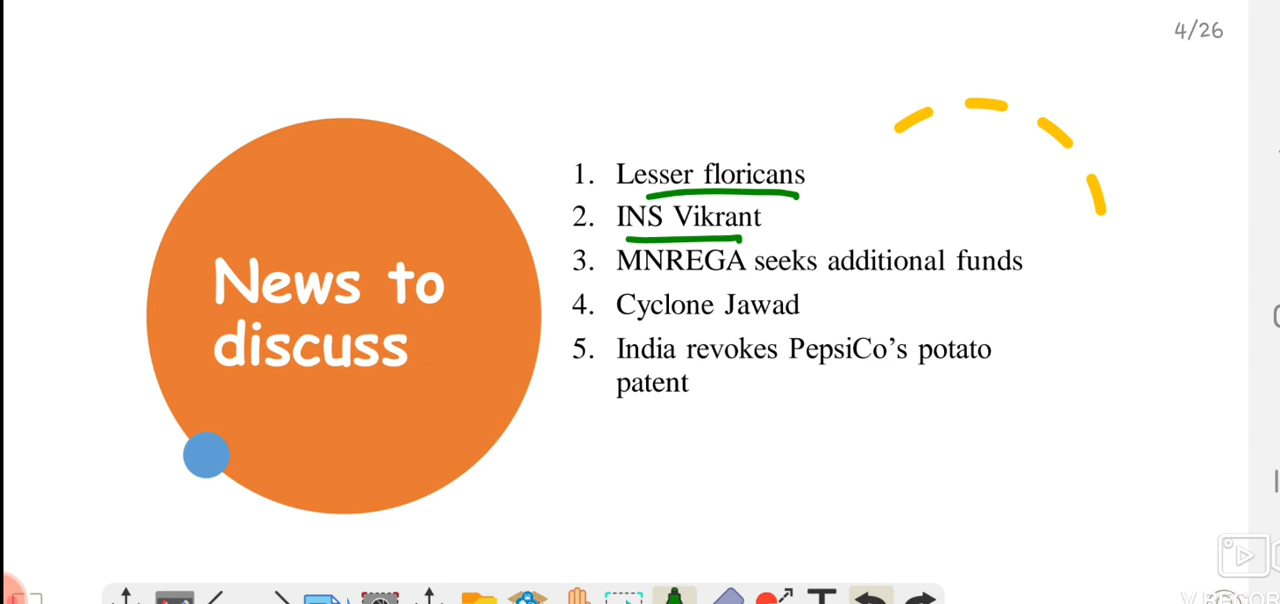 4/26
News to
discuss
1. Lesser floricans
2. INS Vikrant
3. MNREGA seeks additional funds
4. Cyclone Jawad
5. India revokes PepsiCo’s potato
patent